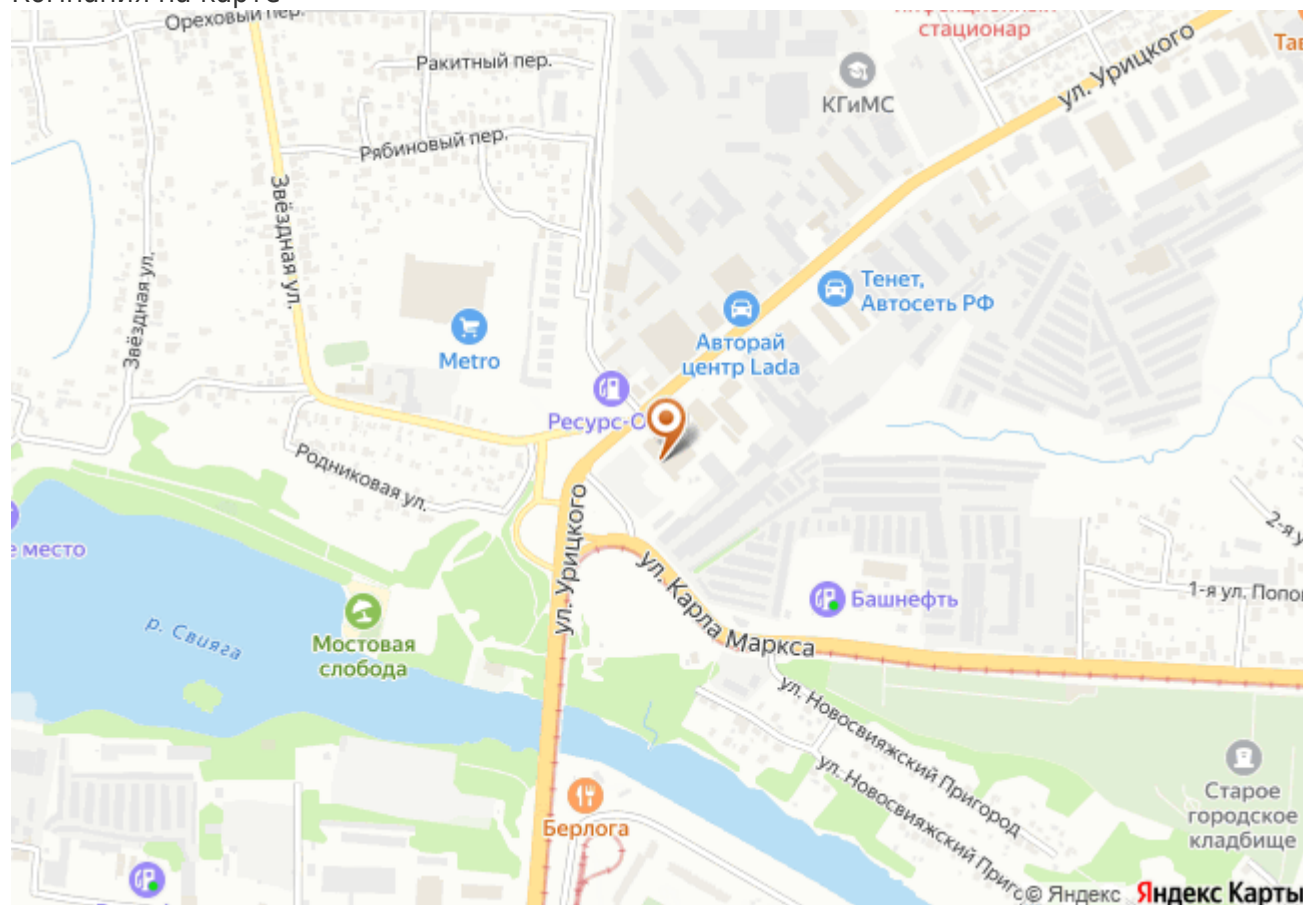 Ореховый пер.
стационар
Тав
Ракитный пер.
ул. Урицкого
КГиМС
Рябиновый пер.
Звёздная ул.
Звёздная ул.
Тенет,
Автосеть РФ
Авторай
центр Lada
Metro
Ресурс-О
Родниковая ул.
2-я у
е место
ул. Урицкого
ул. Карла Маркса
Башнефть
1-я ул. Попо
р. Свияга
Мостовая
слобода
ул. Новосвияжский Пригород
ул. Новосвияжский Приго
Старое
городское
кладбище
Берлога
© Яндекс Яндекс Карты